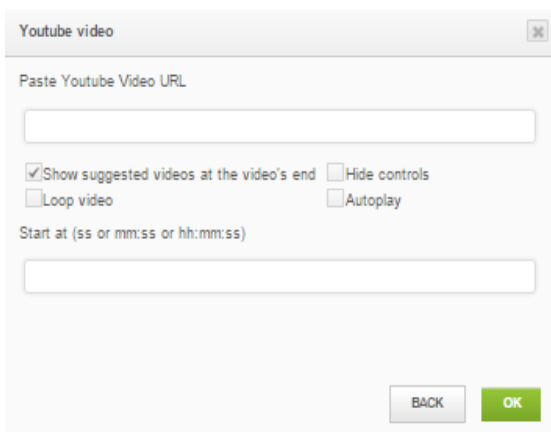 Youtube video
Paste Youtube Video URL
Show suggested videos at the video's end Hide controls
Loop video Autoplay
Start at (ss or mm:ss or hh:mm:ss)
BACK OK